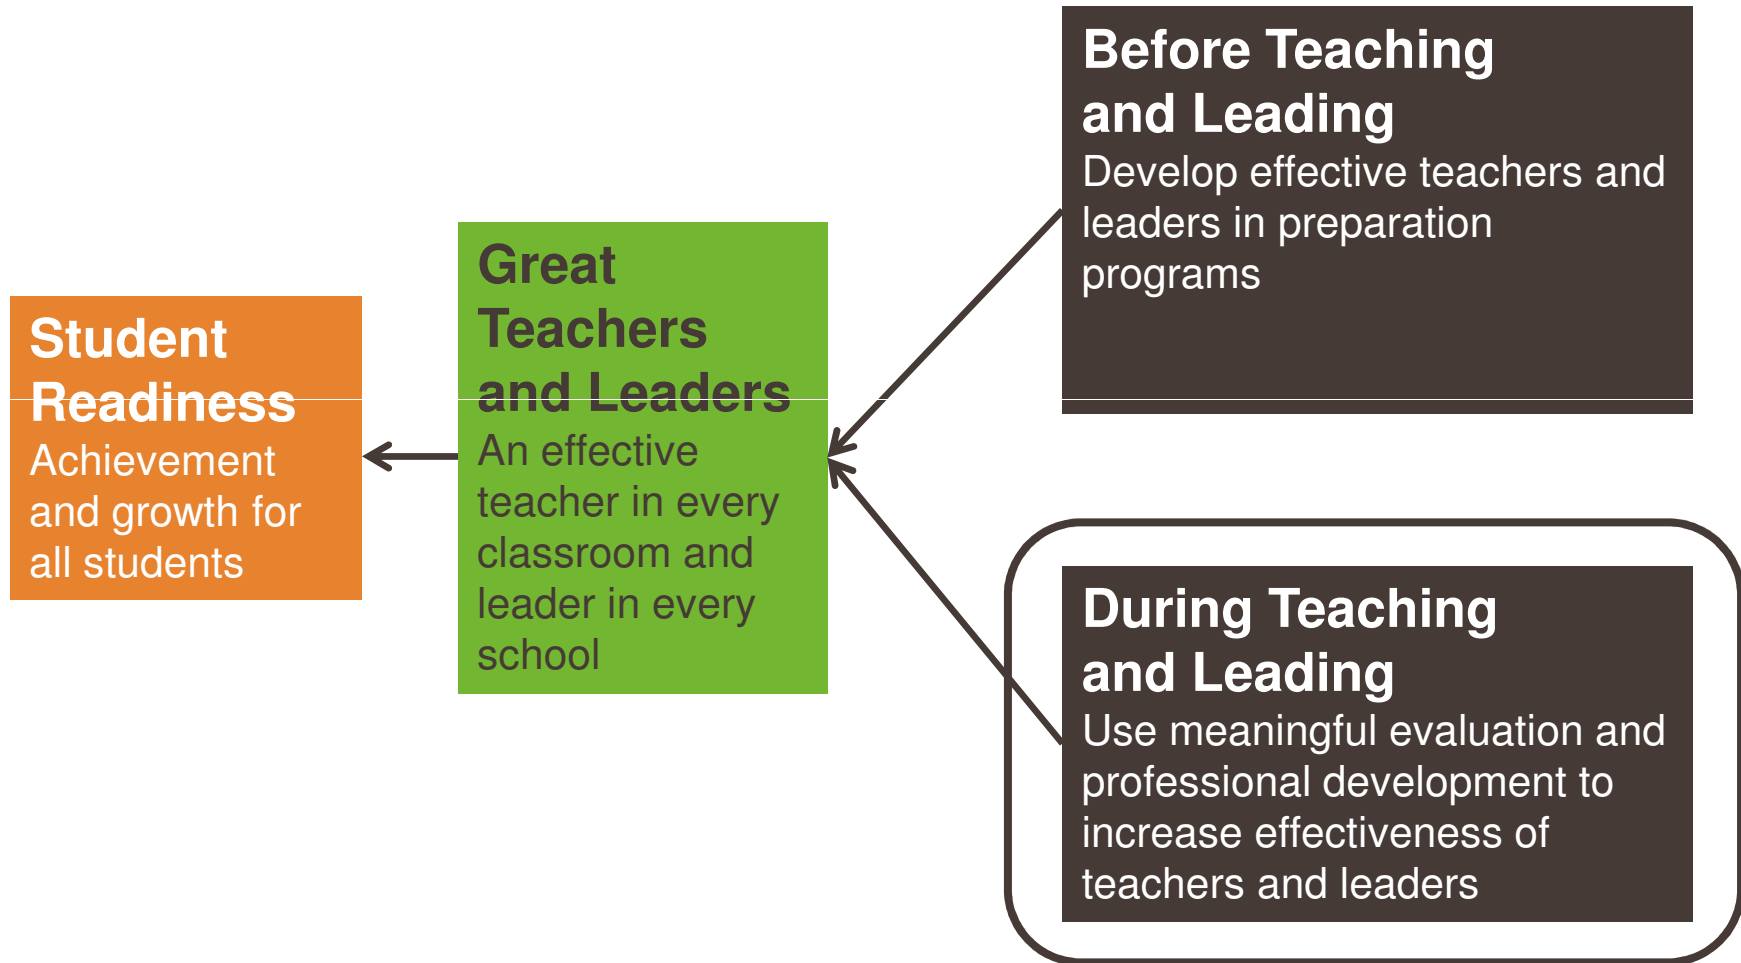 Student
Readiness
Achievement
and growth for
all students
Great
Teachers
and Leaders
An effective
teacher in every
classroom and
leader in every
school
Before Teaching
and Leading
Develop effective teachers and
leaders in preparation
programs
During Teaching
and Leading
Use meaningful evaluation and
professional development to
increase effectiveness of
teachers and leaders